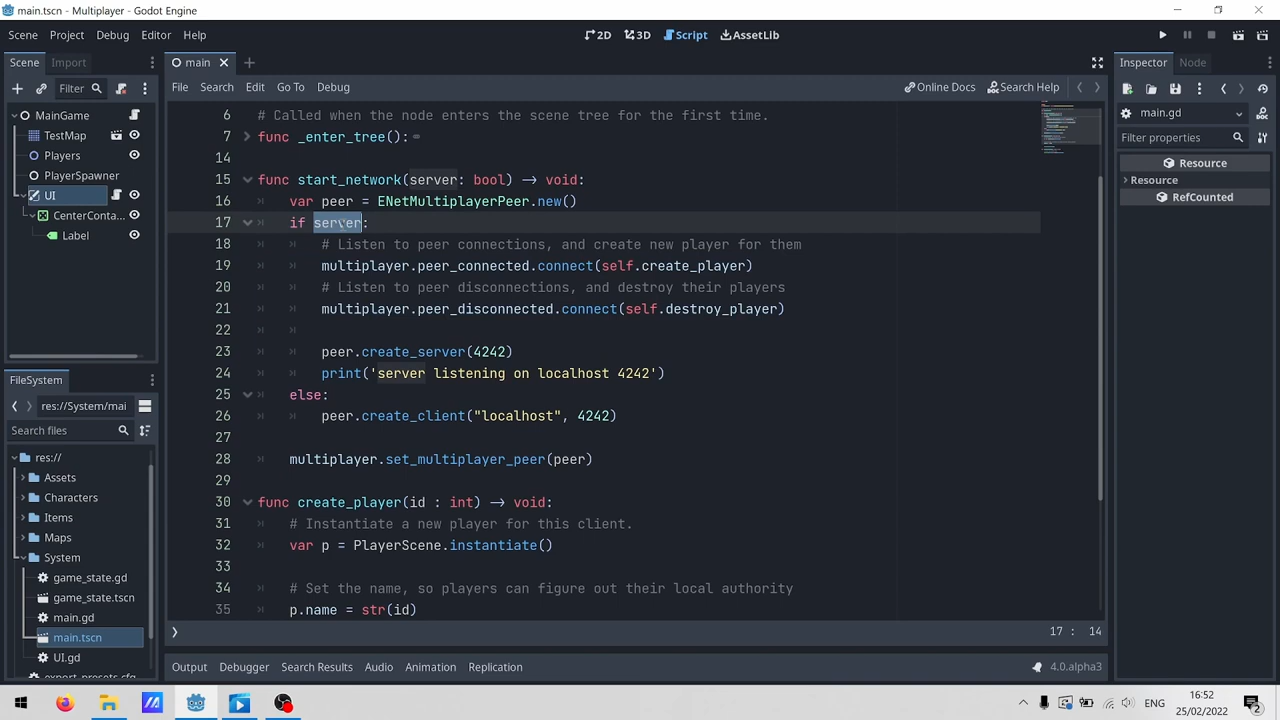 main.tscn - Multiplayer - Godot Engine
Scene Project Debug Editor Help
2D 3D Script AssetLib
Scene Import
Filter
MainGame
TestMap
Players
PlayerSpawner
UI
CenterConta...
Label
FileSystem
res://System/mai
Search files
res://
Assets
Characters
Items
Maps
System
game_state.gd
game_state.tscn
main.gd
main.tscn
UI.gd
export_presets.cfg
main
File Search Edit Go To Debug
Online Docs Search Help
6 # Called when the node enters the scene tree for the first time.
7 func _enter_tree():
14
15 func start_network(server: bool) -> void:
16 var peer = ENetMultiplayerPeer.new()
17 if server:
18 # Listen to peer connections, and create new player for them
19 multiplayer.peer_connected.connect(self.create_player)
20 # Listen to peer disconnections, and destroy their players
21 multiplayer.peer_disconnected.connect(self.destroy_player)
22
23 peer.create_server(4242)
24 print('server listening on localhost 4242')
25 else:
26 peer.create_client("localhost", 4242)
27
28 multiplayer.set_multiplayer_peer(peer)
29
30 func create_player(id : int) -> void:
31 # Instantiate a new player for this client.
32 var p = PlayerScene.instantiate()
33
34 # Set the name, so players can figure out their local authority
35 p.name = str(id)
17 : 14
Output Debugger Search Results Audio Animation Replication
4.0.alpha3
Inspector Node
main.gd
Filter properties
Resource
Resource
RefCounted
ENG
16:52
25/02/2022
2